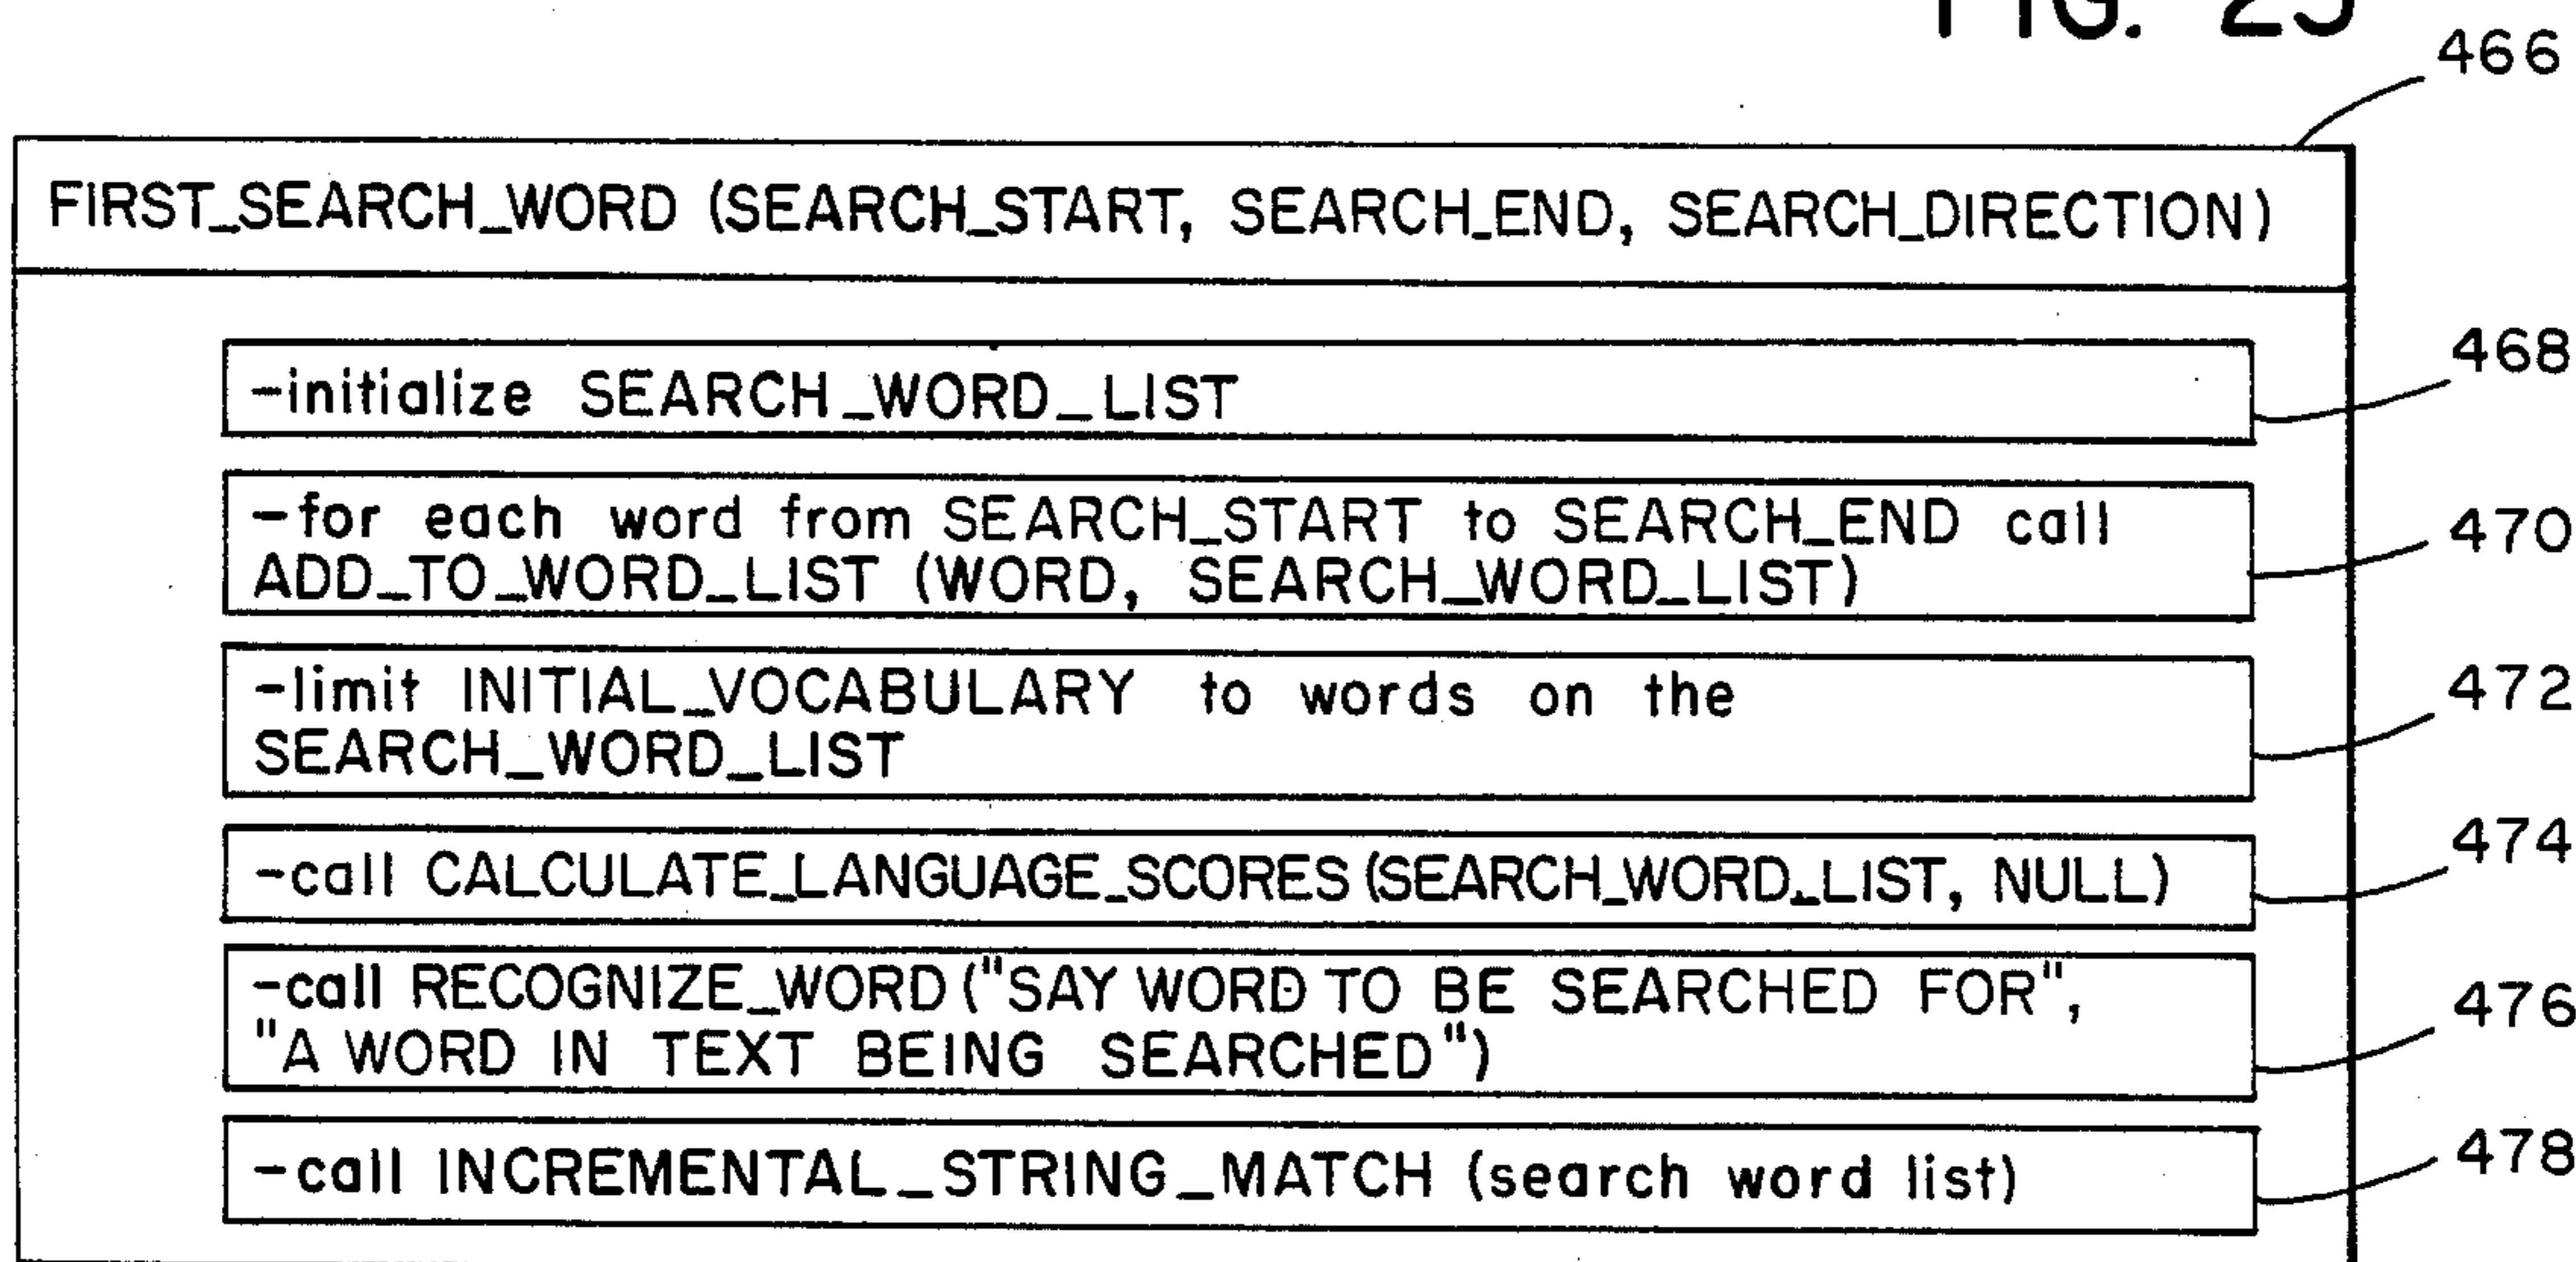 FIG. 25
466
FIRST_SEARCH_WORD (SEARCH_START, SEARCH_END, SEARCH_DIRECTION)
-initialize SEARCH_WORD_LIST
468
-for each word from SEARCH_START to SEARCH_END call
ADD_TO_WORD_LIST (WORD, SEARCH_WORD_LIST)
470
-limit INITIAL_VOCABULARY to words on the
SEARCH_WORD_LIST
472
-call CALCULATE_LANGUAGE_SCORES (SEARCH_WORD_LIST, NULL)
474
-call RECOGNIZE_WORD ("SAY WORD TO BE SEARCHED FOR",
"A WORD IN TEXT BEING SEARCHED")
476
-call INCREMENTAL_STRING_MATCH (search word list)
478